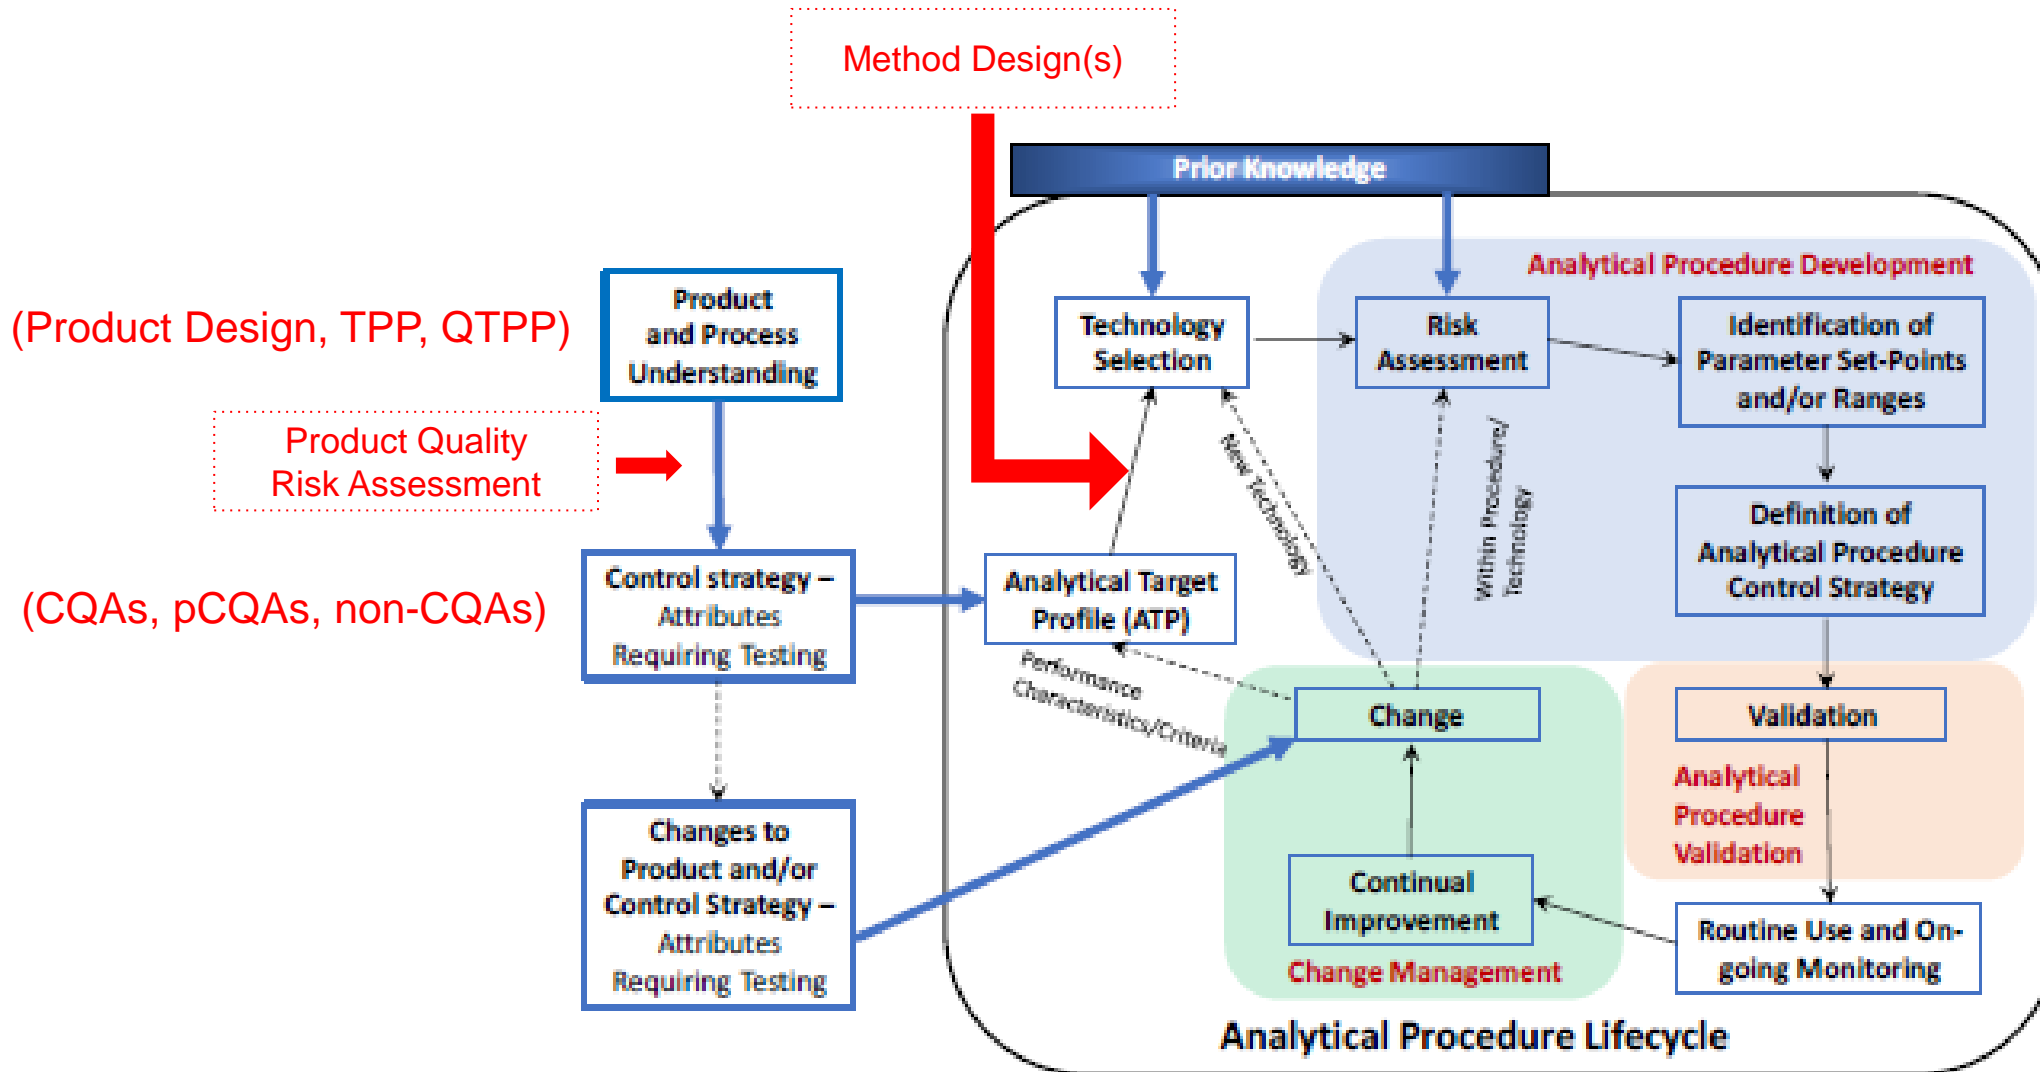 Method Design(s)
Prior Knowledge
Analytical Procedure Development
(Product Design, TPP, QTPP)
Product
and Process
Understanding
Technology
Selection
Risk
Assessment
Identification of
Parameter Set-Points
and/or Ranges
Product Quality
Risk Assessment
New Technology
Within Procedure/
Technology
Definition of
Analytical Procedure
Control Strategy
(CQAs, pCQAs, non-CQAs)
Control strategy –
Attributes
Requiring Testing
Analytical Target
Profile (ATP)
Performance
Characteristics/Criteria
Change
Validation
Analytical
Procedure
Validation
Changes to
Product and/or
Control Strategy –
Attributes
Requiring Testing
Continual
Improvement
Change Management
Routine Use and On-
going Monitoring
Analytical Procedure Lifecycle